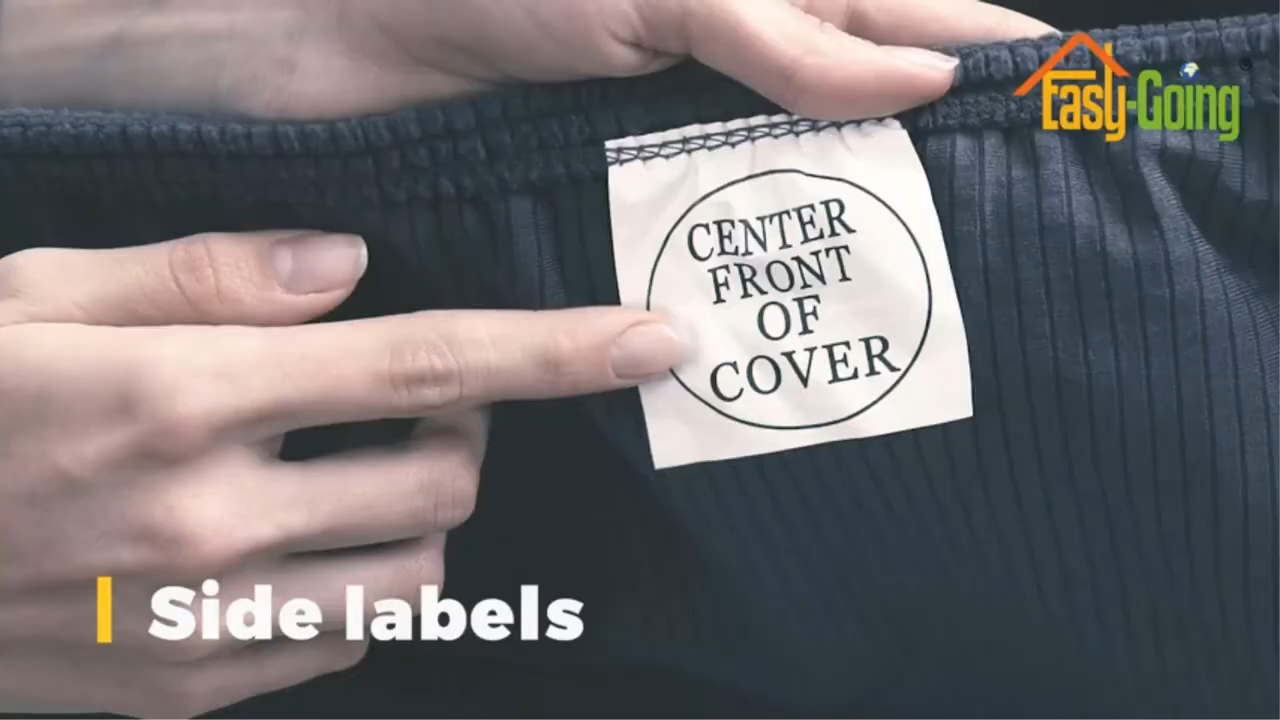 Easy-Going
CENTER
FRONT
OF
COVER
Side labels